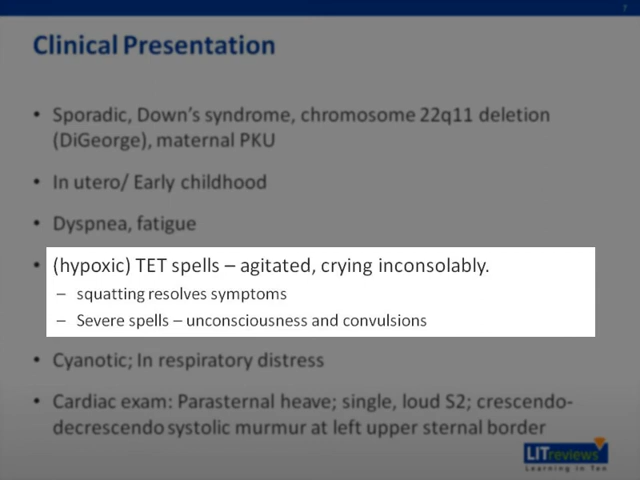 7
Clinical Presentation
• Sporadic, Down's syndrome, chromosome 22q11 deletion
(DiGeorge), maternal PKU
• In utero/ Early childhood
• Dyspnea, fatigue
• (hypoxic) TET spells – agitated, crying inconsolably.
– squatting resolves symptoms
– Severe spells – unconsciousness and convulsions
• Cyanotic; In respiratory distress
• Cardiac exam: Parasternal heave; single, loud S2; crescendo-
decrescendo systolic murmur at left upper sternal border
LITreviews
Learning in Ten